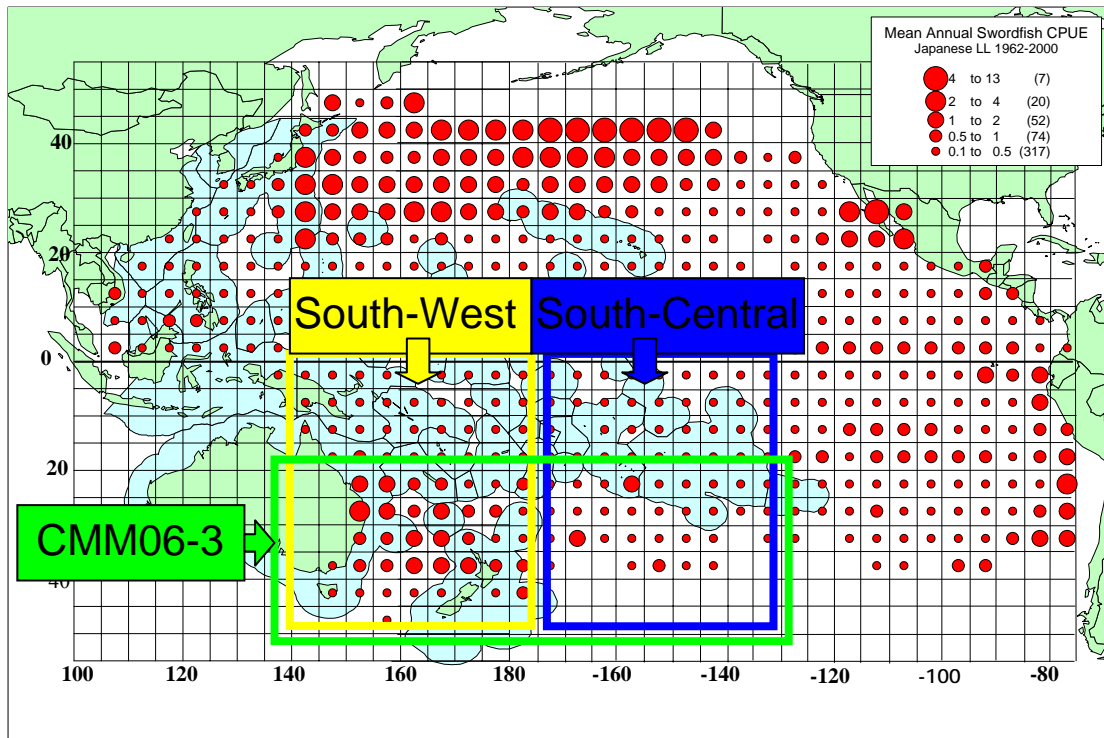 Mean Annual Swordfish CPUE
Japanese LL 1962-2000
4 to 13 (7)
2 to 4 (20)
1 to 2 (52)
0.5 to 1 (74)
0.1 to 0.5 (317)
40
20
South-West
South-Central
0
20
CMM06-3
40
100 120 140 160 180 -160 -140 -120 -100 -80